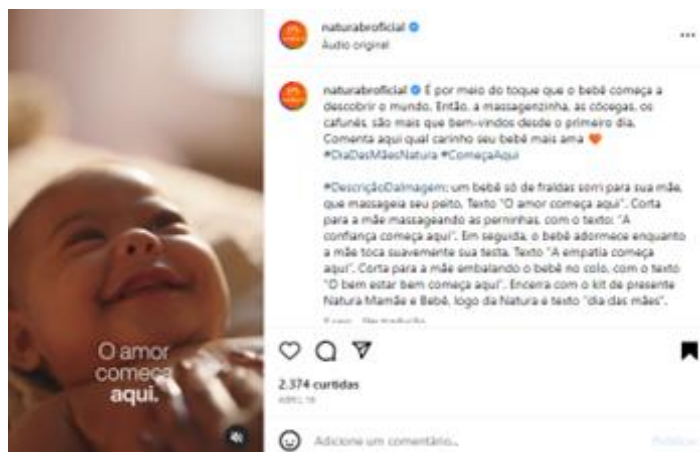 naturabroficial
Áudio original
naturabroficial É por meio do toque que o bebê começa a
descobrir o mundo. Então, a massagenzinha, as cócegas, os
cafunés, são mais que bem-vindos desde o primeiro dia.
Comenta aqui qual carinho seu bebê mais ama 🧡
#DiaDasMãesNatura #ComeçaAqui
#DescriçãoDaImagem: um bebê só de fraldas sorri para sua mãe,
que massageia seu peito. Texto "O amor começa aqui". Corta
para a mãe massageando as perninhas, com o texto: "A
confiança começa aqui". Em seguida, o bebê adormece enquanto
a mãe toca suavemente sua testa. Texto "A empatia começa
aqui". Corta para a mãe embalando o bebê no colo, com o texto
"O bem estar bem começa aqui". Encerra com o kit de presente
Natura Mamãe e Bebê, logo da Natura e texto "dia das mães".
O amor
começa
aqui.
2.374 curtidas
Adicione um comentário...
Publicar